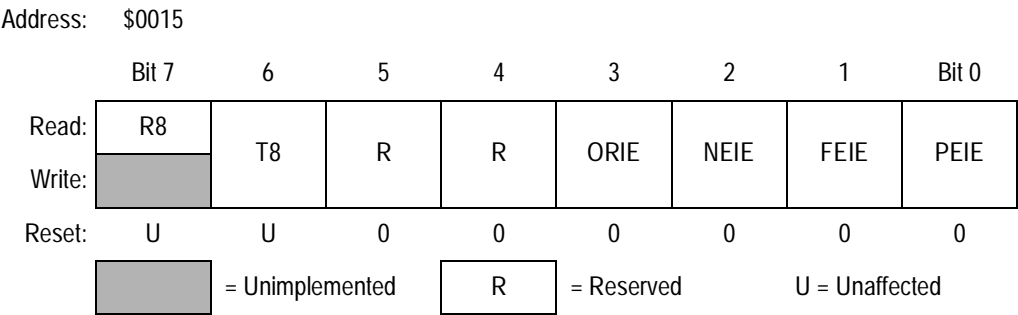 Address: $0015
Bit 7 6 5 4 3 2 1 Bit 0
Read: R8 T8 R R ORIE NEIE FEIE PEIE
Write:
Reset: U U 0 0 0 0 0 0
= Unimplemented R = Reserved U = Unaffected